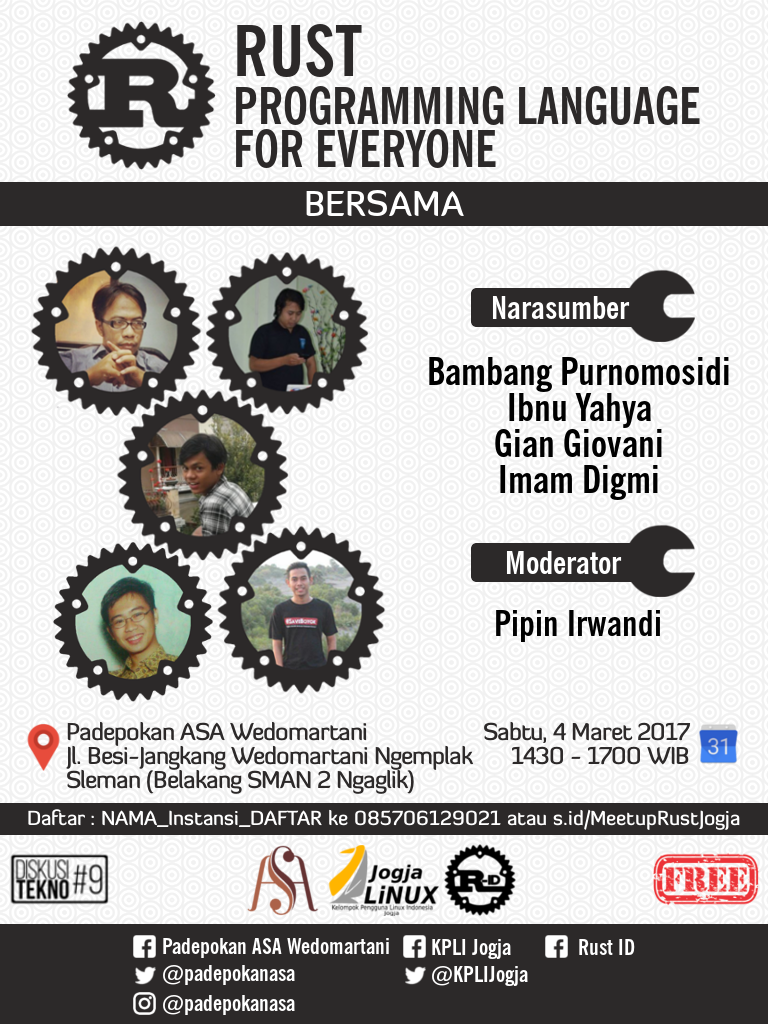 RUST
PROGRAMMING LANGUAGE
FOR EVERYONE
BERSAMA
Narasumber
Bambang Purnomosidi
Ibnu Yahya
Gian Giovani
Imam Digmi
Moderator
Pipin Irwandi
Padepokan ASA Wedomartani
Jl. Besi-Jangkang Wedomartani Ngemplak
Sleman (Belakang SMAN 2 Ngaglik)
Sabtu, 4 Maret 2017
1430 - 1700 WIB
31
Daftar : NAMA_Instansi_DAFTAR ke 085706129021 atau s.id/MeetupRustJogja
DISKUSI
TEKNO #9
ASA
Jogja
LiNUX
Kelompok Pengguna Linux Indonesia
Jogja
R-D
FREE
Padepokan ASA Wedomartani
@padepokanasa
@padepokanasa
KPLI Jogja
@KPLIJogja
Rust ID